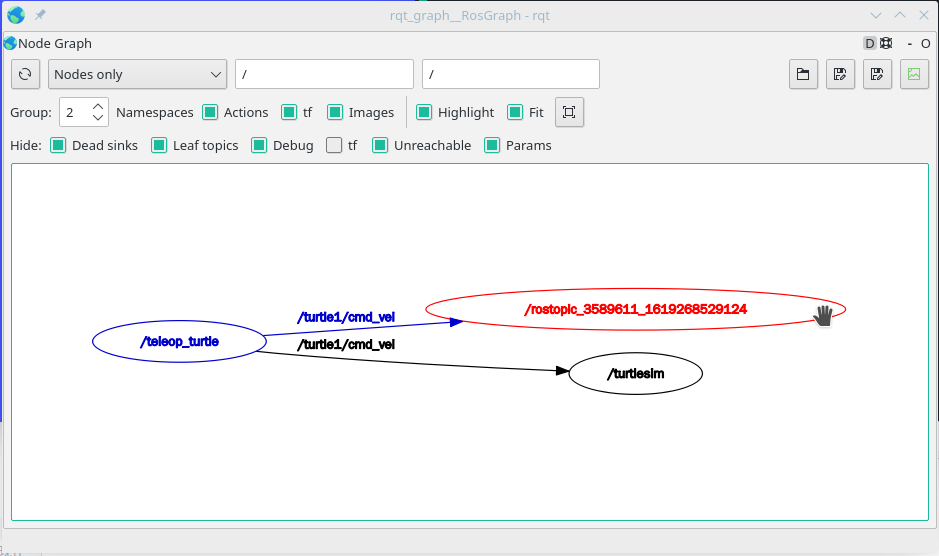 rqt_graph__RosGraph - rqt
Node Graph
D - O
Nodes only / /
Group: 2 Namespaces Actions tf Images Highlight Fit
Hide: Dead sinks Leaf topics Debug tf Unreachable Params
/turtle1/cmd_vel
/rostopic_3589611_1619268529124
/teleop_turtle
/turtle1/cmd_vel
/turtlesim